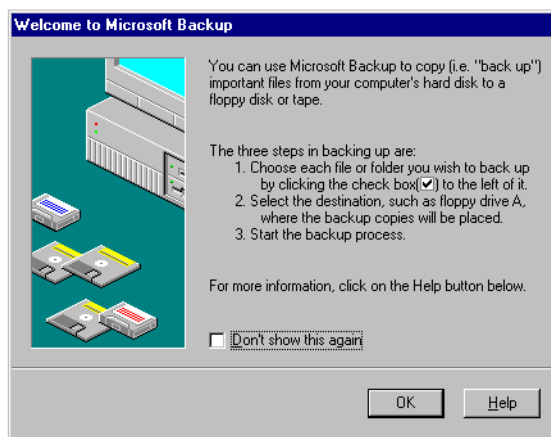 Welcome to Microsoft Backup
You can use Microsoft Backup to copy (i.e. "back up")
important files from your computer's hard disk to a
floppy disk or tape.
The three steps in backing up are:
1. Choose each file or folder you wish to back up
by clicking the check box(☑) to the left of it.
2. Select the destination, such as floppy drive A,
where the backup copies will be placed.
3. Start the backup process.
For more information, click on the Help button below.
Don't show this again
OK
Help